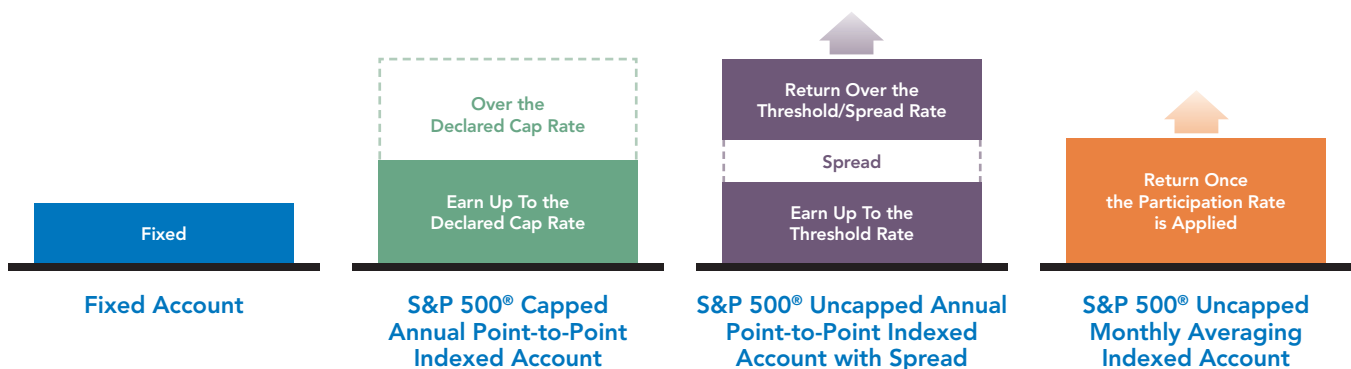 Fixed
Fixed Account
Over the
Declared Cap Rate
Earn Up To the
Declared Cap Rate
S&P 500® Capped
Annual Point-to-Point
Indexed Account
Return Over the
Threshold/Spread Rate
Spread
Earn Up To the
Threshold Rate
S&P 500® Uncapped Annual
Point-to-Point Indexed
Account with Spread
Return Once
the Participation Rate
is Applied
S&P 500® Uncapped
Monthly Averaging
Indexed Account